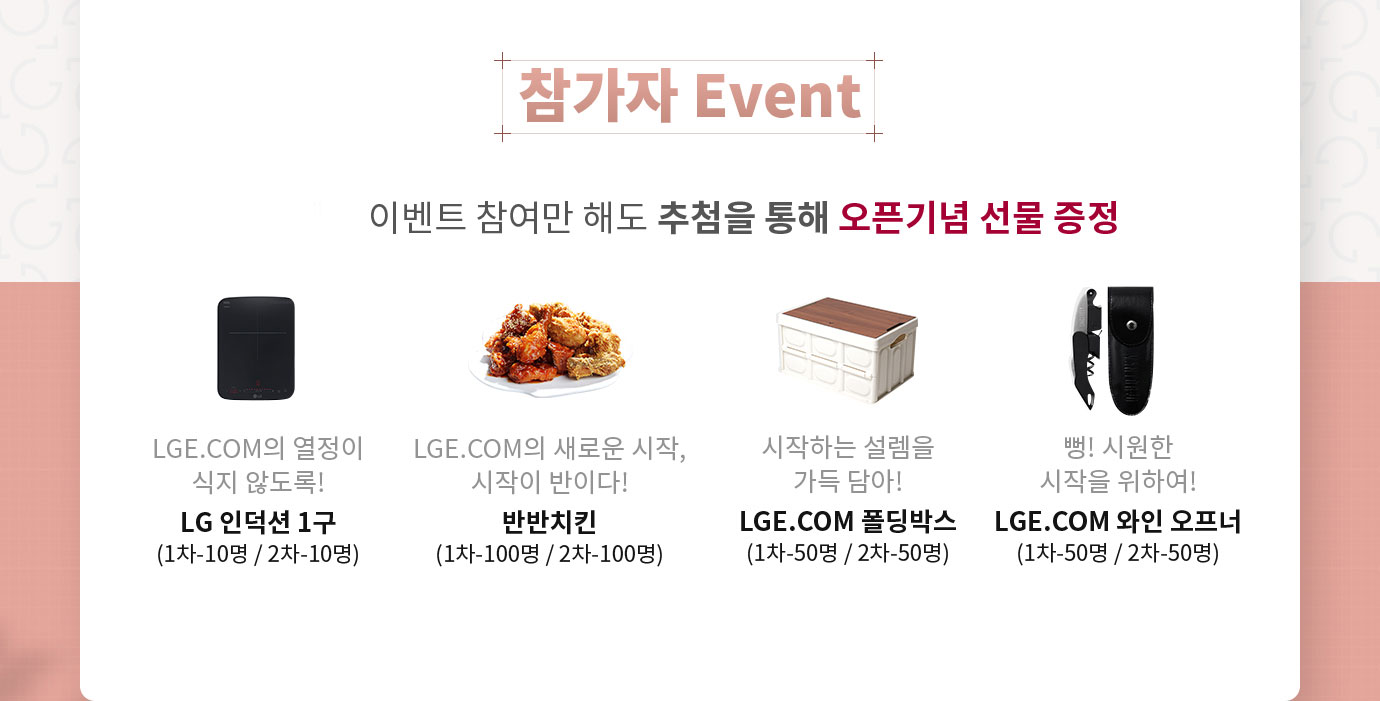 참가자 Event
이벤트 참여만 해도 추첨을 통해 오픈기념 선물 증정
LGE.COM의 열정이
식지 않도록!
LG 인덕션 1구
(1차-10명 / 2차-10명)
LGE.COM의 새로운 시작,
시작이 반이다!
반반치킨
(1차-100명 / 2차-100명)
시작하는 설렘을
가득 담아!
LGE.COM 폴딩박스
(1차-50명 / 2차-50명)
뻥! 시원한
시작을 위하여!
LGE.COM 와인 오프너
(1차-50명 / 2차-50명)